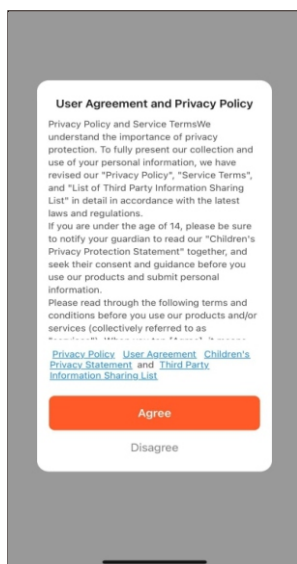 User Agreement and Privacy Policy
Privacy Policy and Service TermsWe
understand the importance of privacy
protection. To fully present our collection and
use of your personal information, we have
revised our "Privacy Policy", "Service Terms",
and "List of Third Party Information Sharing
List" in detail in accordance with the latest
laws and regulations.
If you are under the age of 14, please be sure
to notify your guardian to read our "Children's
Privacy Protection Statement" together, and
seek their consent and guidance before you
use our products and submit personal
information.
Please read through the following terms and
conditions before you use our products and/or
services (collectively referred to as
Privacy Policy User Agreement Children's
Privacy Statement and Third Party
Information Sharing List
Agree
Disagree